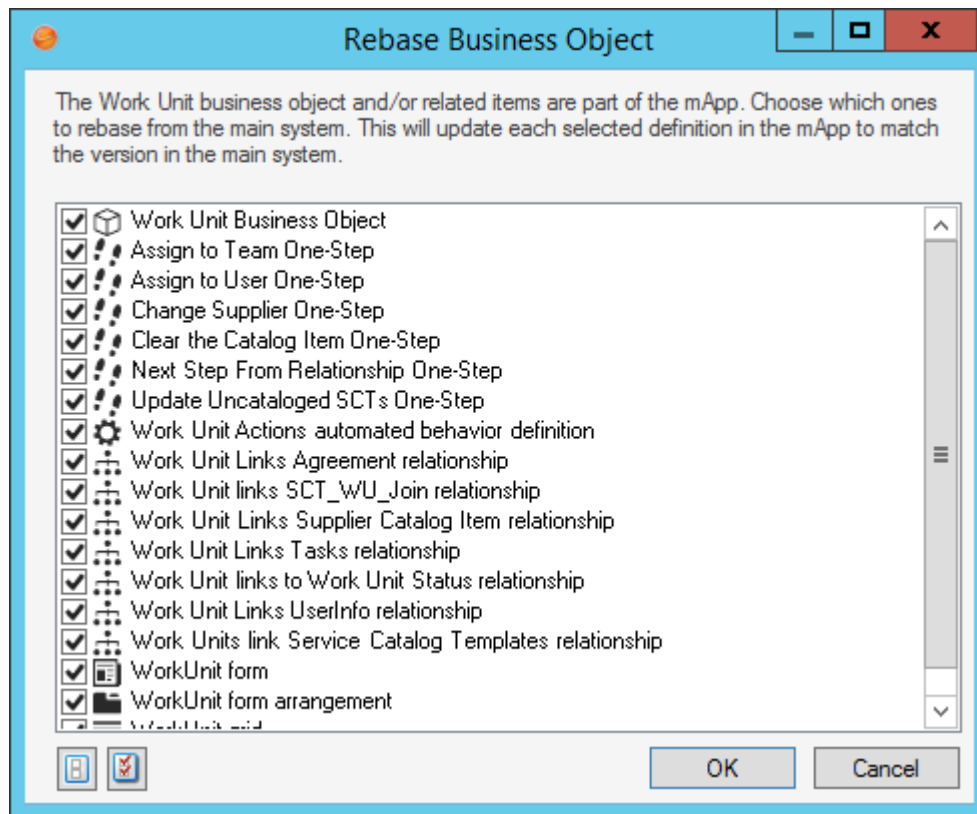 Rebase Business Object
The Work Unit business object and/or related items are part of the mApp. Choose which ones
to rebase from the main system. This will update each selected definition in the mApp to match
the version in the main system.
Work Unit Business Object
Assign to Team One-Step
Assign to User One-Step
Change Supplier One-Step
Clear the Catalog Item One-Step
Next Step From Relationship One-Step
Update Uncataloged SCTs One-Step
Work Unit Actions automated behavior definition
Work Unit Links Agreement relationship
Work Unit links SCT_WU_Join relationship
Work Unit Links Supplier Catalog Item relationship
Work Unit Links Tasks relationship
Work Unit links to Work Unit Status relationship
Work Unit Links UserInfo relationship
Work Units link Service Catalog Templates relationship
WorkUnit form
WorkUnit form arrangement
WorkUnit grid
OK Cancel